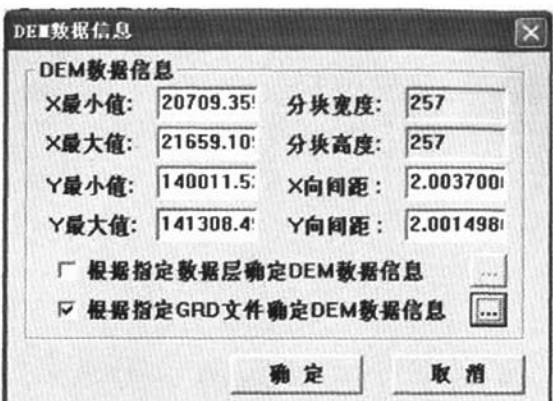 DEM数据信息
DEM数据信息
X最小值: 20709.35 分块宽度: 257
X最大值: 21659.10 分块高度: 257
Y最小值: 140011.5 X向间距: 2.003700
Y最大值: 141308.4 Y向间距: 2.001498
根据指定数据层确定DEM数据信息 ...
根据指定GRD文件确定DEM数据信息 ...
确定 取消